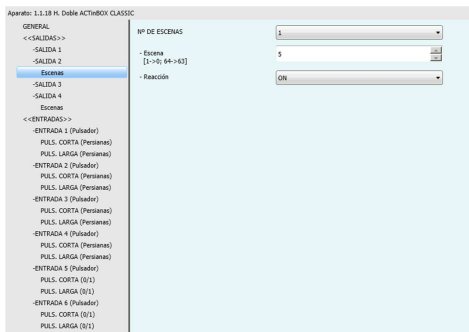 Aparato: 1.1.18 H. Doble ACTinBOX CLASSIC
GENERAL
<<SALIDAS>>
-SALIDA 1
-SALIDA 2
Escenas
-SALIDA 3
-SALIDA 4
Escenas
<<ENTRADAS>>
-ENTRADA 1 (Pulsador)
PULS. CORTA (Persianas)
PULS. LARGA (Persianas)
-ENTRADA 2 (Pulsador)
PULS. CORTA (Persianas)
PULS. LARGA (Persianas)
-ENTRADA 3 (Pulsador)
PULS. CORTA (Persianas)
PULS. LARGA (Persianas)
-ENTRADA 4 (Pulsador)
PULS. CORTA (Persianas)
PULS. LARGA (Persianas)
-ENTRADA 5 (Pulsador)
PULS. CORTA (0/1)
PULS. LARGA (0/1)
-ENTRADA 6 (Pulsador)
PULS. CORTA (0/1)
PULS. LARGA (0/1)
Nº DE ESCENAS
1
- Escena
[1->0; 64->63]
5
- Reacción
ON